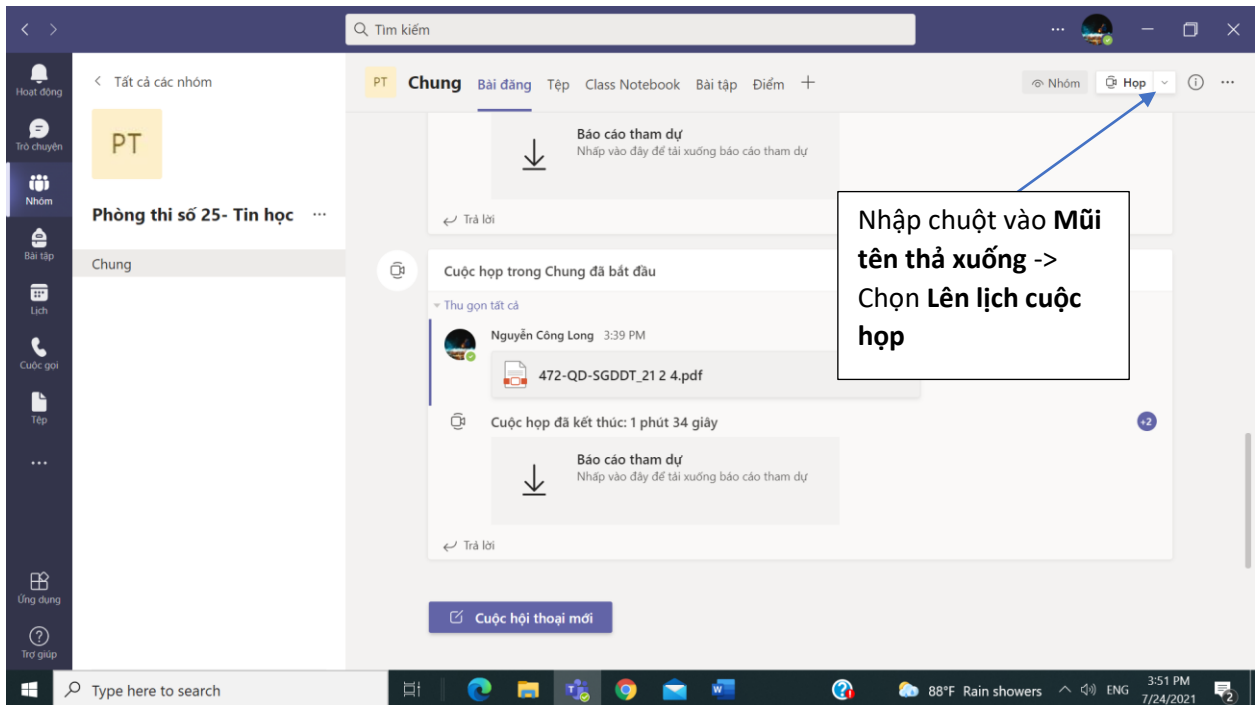 Tìm kiếm
Hoạt động
Trò chuyện
Nhóm
Bài tập
Lịch
Cuộc gọi
Tệp
Ứng dụng
Trợ giúp
Tất cả các nhóm
PT
Phòng thi số 25- Tin học
Chung
PT Chung Bài đăng Tệp Class Notebook Bài tập Điểm
Nhóm Họp
Báo cáo tham dự
Nhấp vào đây để tải xuống báo cáo tham dự
Trả lời
Nhập chuột vào Mũi
tên thả xuống ->
Chọn Lên lịch cuộc
họp
Cuộc họp trong Chung đã bắt đầu
Thu gọn tất cả
Nguyễn Công Long 3:39 PM
472-QD-SGDDT_21 2 4.pdf
Cuộc họp đã kết thúc: 1 phút 34 giây
+2
Báo cáo tham dự
Nhấp vào đây để tải xuống báo cáo tham dự
Trả lời
Cuộc hội thoại mới
Type here to search
88°F Rain showers
ENG
3:51 PM
7/24/2021
2